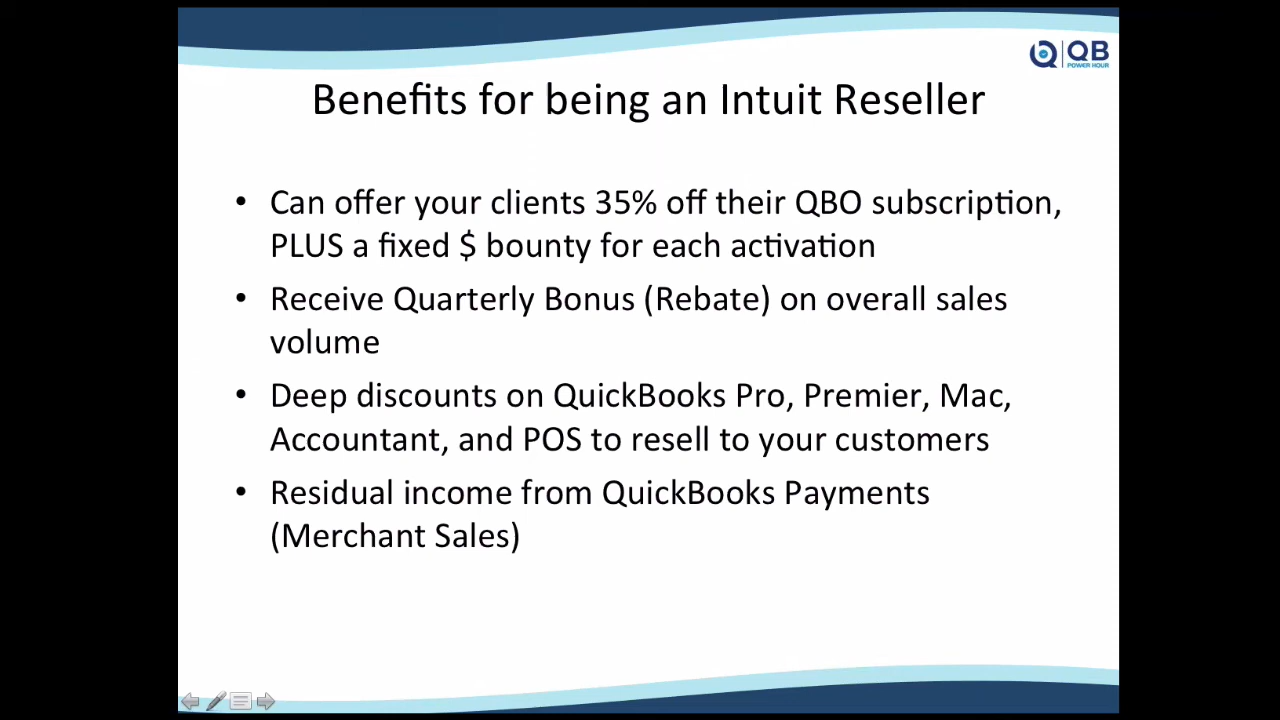 QB
POWER HOUR
Benefits for being an Intuit Reseller
• Can offer your clients 35% off their QBO subscription,
PLUS a fixed $ bounty for each activation
• Receive Quarterly Bonus (Rebate) on overall sales
volume
• Deep discounts on QuickBooks Pro, Premier, Mac,
Accountant, and POS to resell to your customers
• Residual income from QuickBooks Payments
(Merchant Sales)